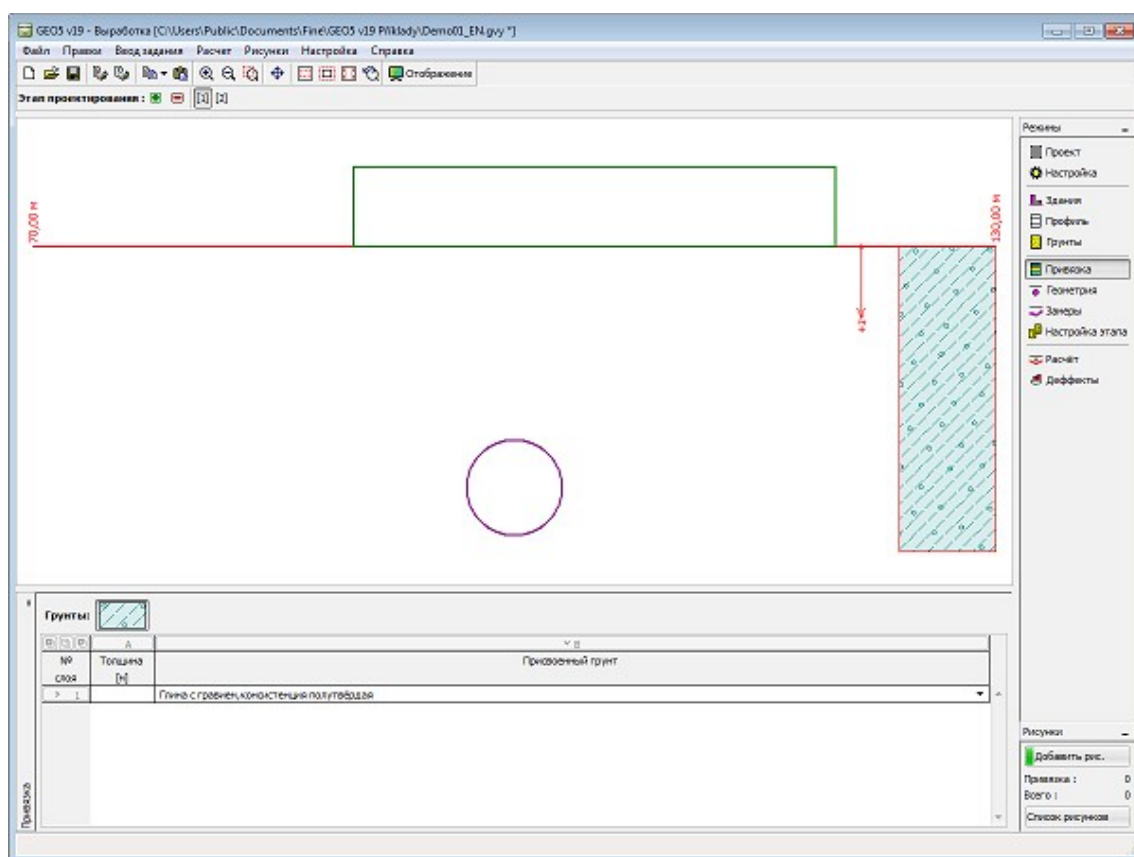 GEO5 v19 - Выработка [C:\Users\Public\Documents\Fine\GEO5 v19 Příklady\Demo01_EN.gvy *]
Файл Правки Ввод задания Расчет Рисунки Настройка Справка
Отображение
Этап проектирования : [1] [2]
Режимы
Проект
Настройка
Здания
Профиль
Грунты
Привязка
Геометрия
Замеры
Настройка этапа
Расчёт
Деффекты
70,00 м
130,00 м
+z
Грунты:
A
№ слоя
Толщина [м]
Присвоенный грунт
> 1
Глина с гравием, консистенция полутвёрдая
Привязка
Рисунки
Добавить рис.
Привязка : 0
Всего : 0
Список рисунков